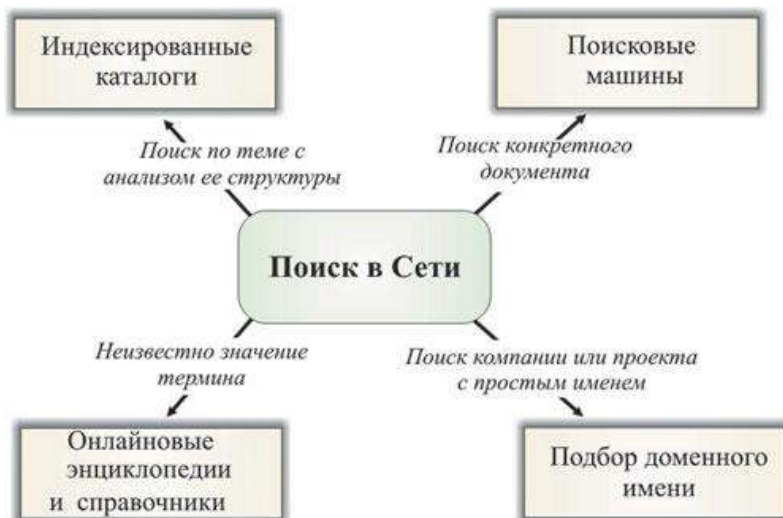 Индексированные
каталоги
Поисковые
машины
Поиск по теме с
анализом ее структуры
Поиск конкретного
документа
Поиск в Сети
Неизвестно значение
термина
Поиск компании или проекта
с простым именем
Онлайновые
энциклопедии
и справочники
Подбор доменного
имени